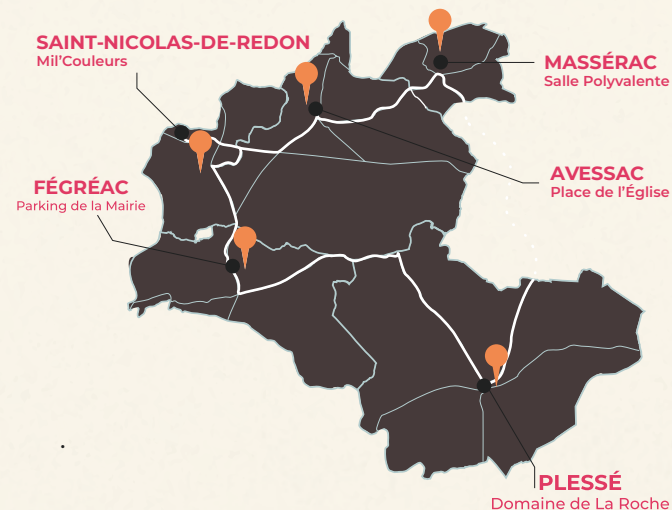 SAINT-NICOLAS-DE-REDON
Mil'Couleurs
MASSÉRAC
Salle Polyvalente
AVESSAC
Place de l'Église
FÉGRÉAC
Parking de la Mairie
PLESSÉ
Domaine de La Roche